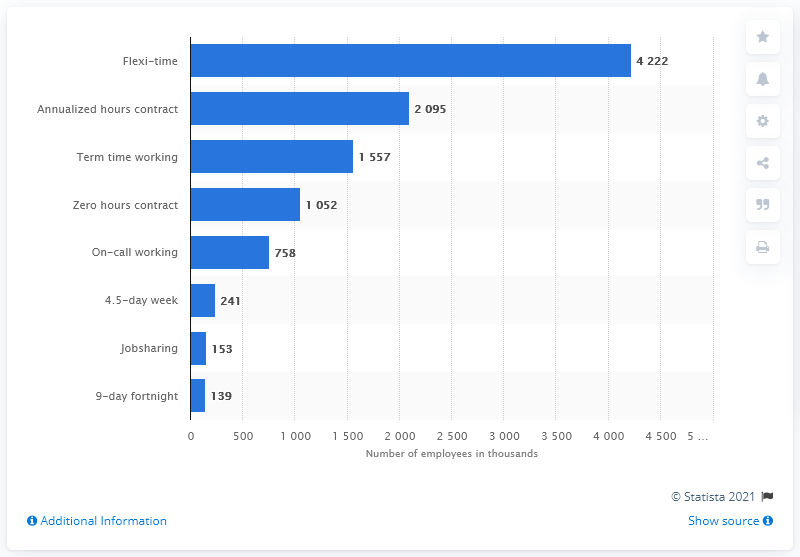 Flexi-time 4 222
Annualized hours contract 2 095
Term time working 1 557
Zero hours contract 1 052
On-call working 758
4.5-day week 241
Jobsharing 153
9-day fortnight 139
0 500 1 000 1 500 2 000 2 500 3 000 3 500 4 000 4 500 5 ...
Number of employees in thousands
© Statista 2021
Additional Information Show source